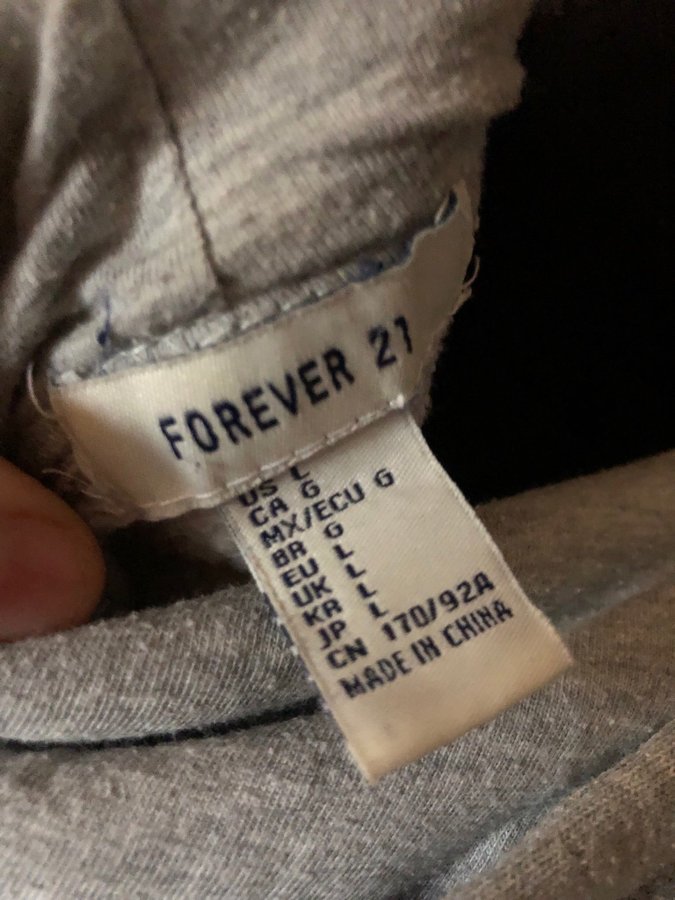 FOREVER 21
US L
CA G
MX/ECU G
BR G
EU L
UK L
KR L
JP L
CN 170/92A
MADE IN CHINA